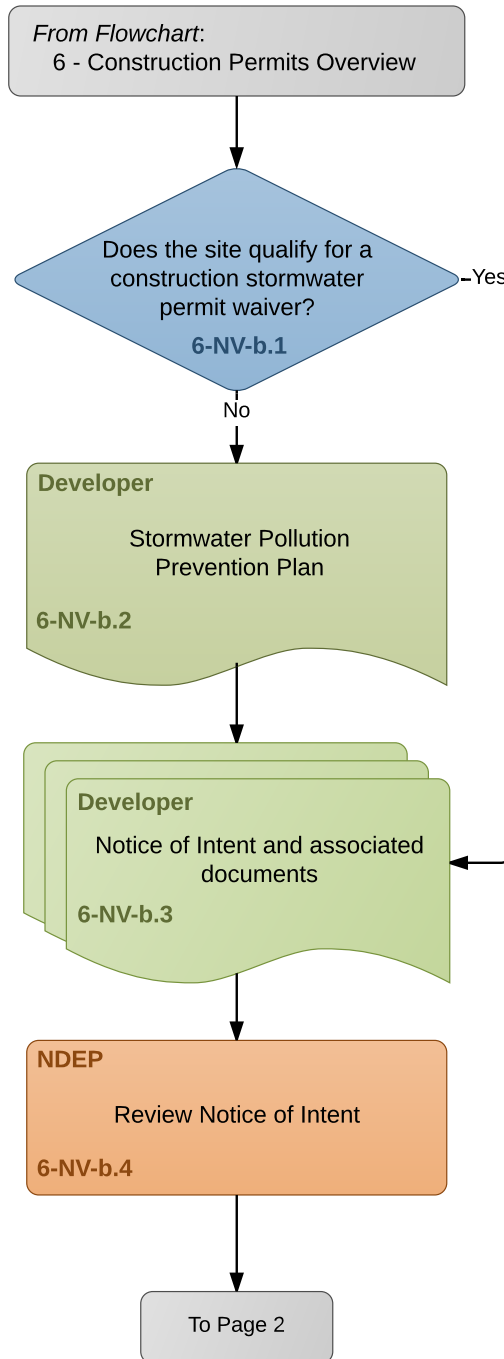 From Flowchart:
6 - Construction Permits Overview
Does the site qualify for a
construction stormwater
permit waiver?
6-NV-b.1
Yes
No
Developer
Stormwater Pollution
Prevention Plan
6-NV-b.2
Developer
Notice of Intent and associated
documents
6-NV-b.3
NDEP
Review Notice of Intent
6-NV-b.4
To Page 2